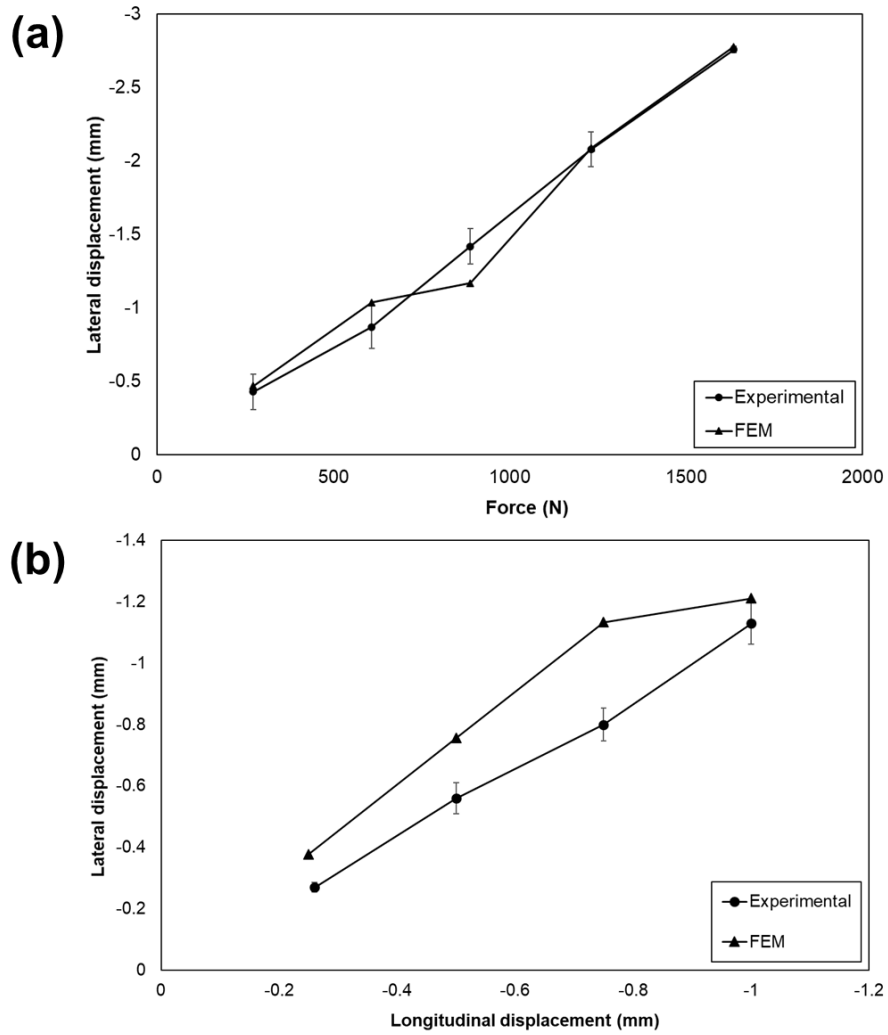 (a)
Lateral displacement (mm)
-3
-2.5
-2
-1.5
-1
-0.5
0
0 500 1000 1500 2000
Force (N)
Experimental
FEM
(b)
Lateral displacement (mm)
-1.4
-1.2
-1
-0.8
-0.6
-0.4
-0.2
0
0 -0.2 -0.4 -0.6 -0.8 -1 -1.2
Longitudinal displacement (mm)
Experimental
FEM